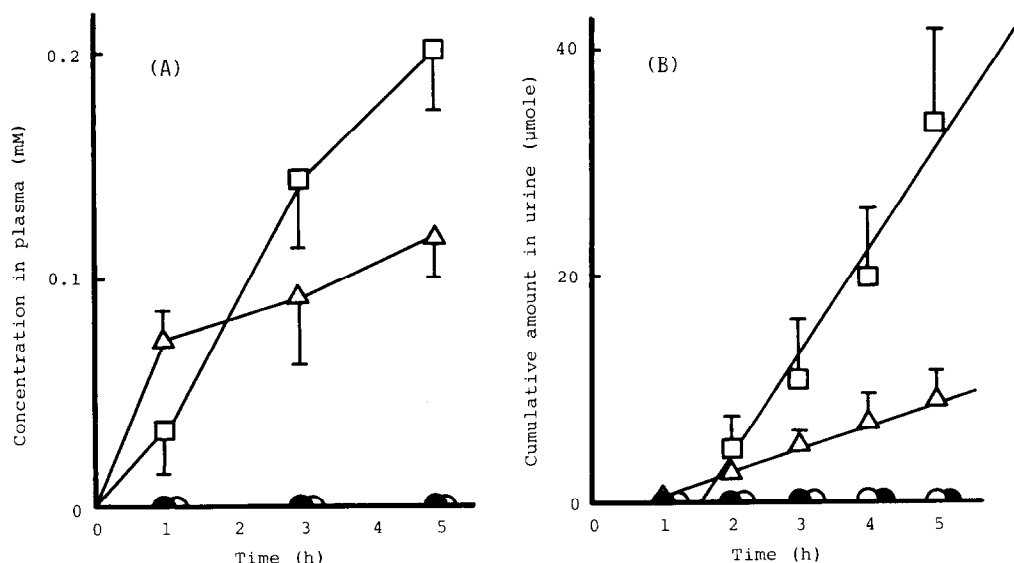 (A)
Concentration in plasma (mM)
0.2
0.1
0
0 1 2 3 4 5
Time (h)
(B)
Cumulative amount in urine (μmole)
40
20
0
0 1 2 3 4 5
Time (h)